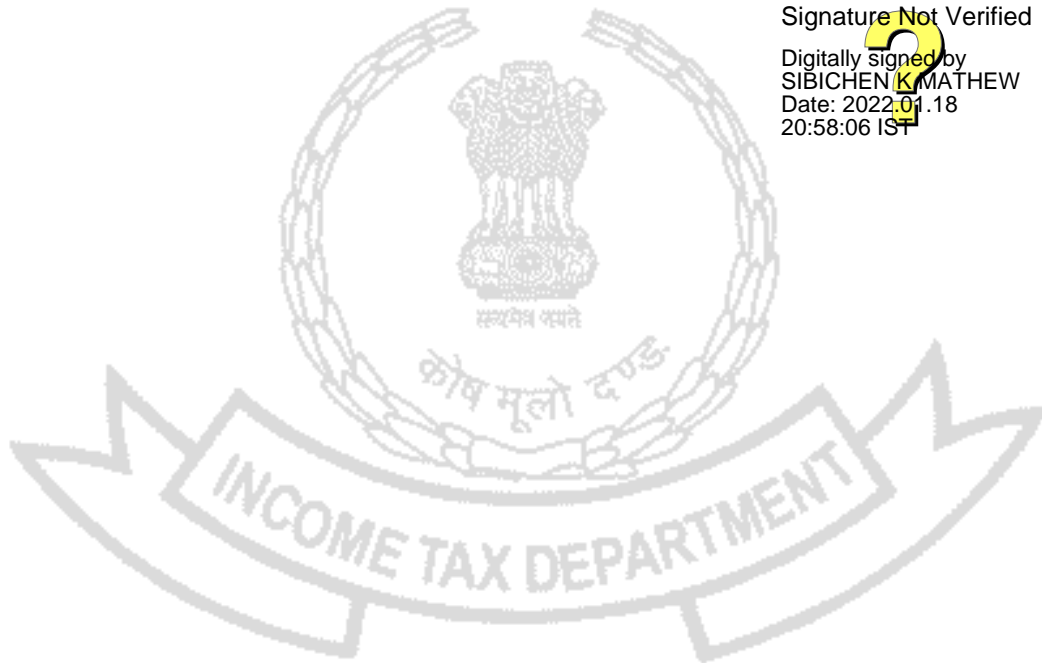 Signature Not Verified
Digitally signed by
SIBICHEN K MATHEW
Date: 2022.01.18
20:58:06 IST
सत्यमेव जयते
कोष मूलो दण्ड:
INCOME TAX DEPARTMENT